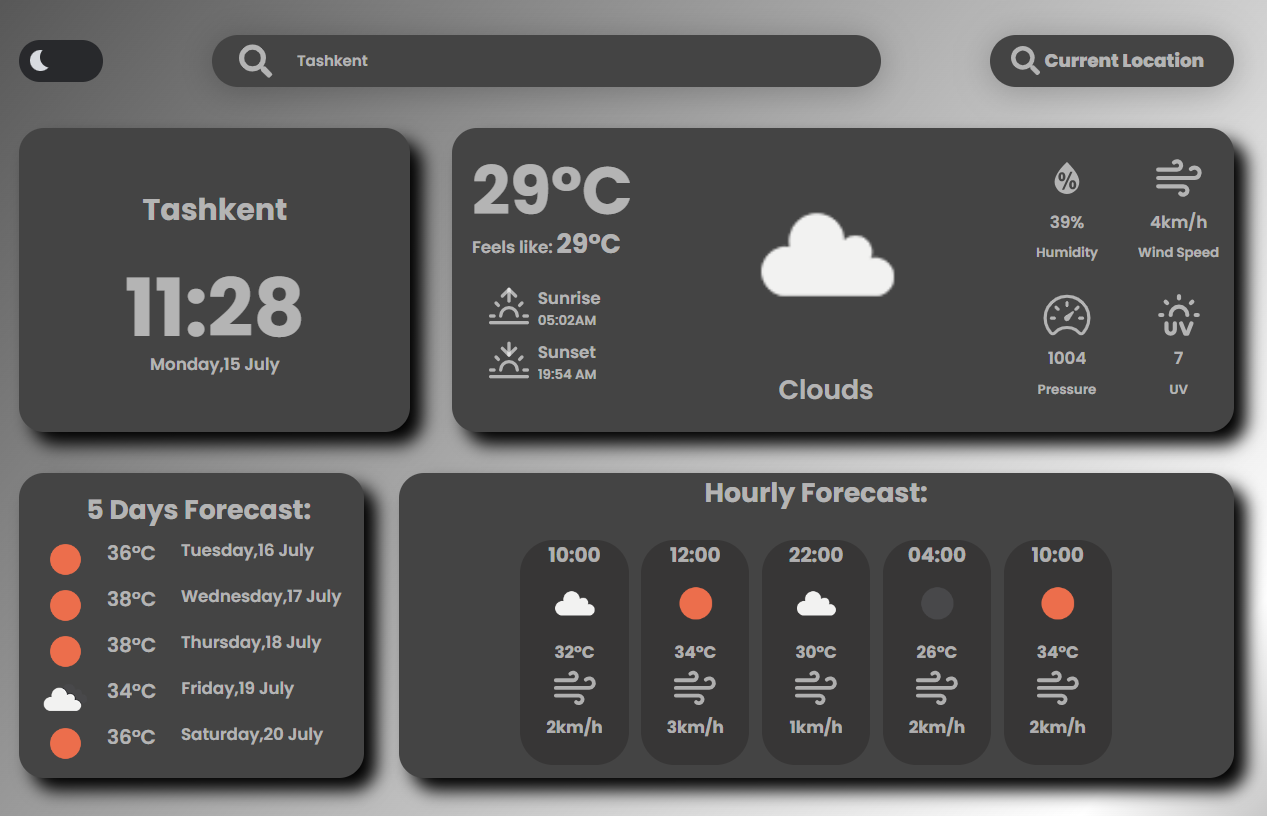 Tashkent
Current Location
Tashkent
11:28
Monday,15 July
29°C
Feels like: 29°C
Sunrise
05:02AM
Sunset
19:54 AM
Clouds
%
39%
Humidity
4km/h
Wind Speed
1004
Pressure
UV
7
UV
5 Days Forecast:
36°C Tuesday,16 July
38°C Wednesday,17 July
38°C Thursday,18 July
34°C Friday,19 July
36°C Saturday,20 July
Hourly Forecast:
10:00 12:00 22:00 04:00 10:00
32°C 34°C 30°C 26°C 34°C
2km/h 3km/h 1km/h 2km/h 2km/h